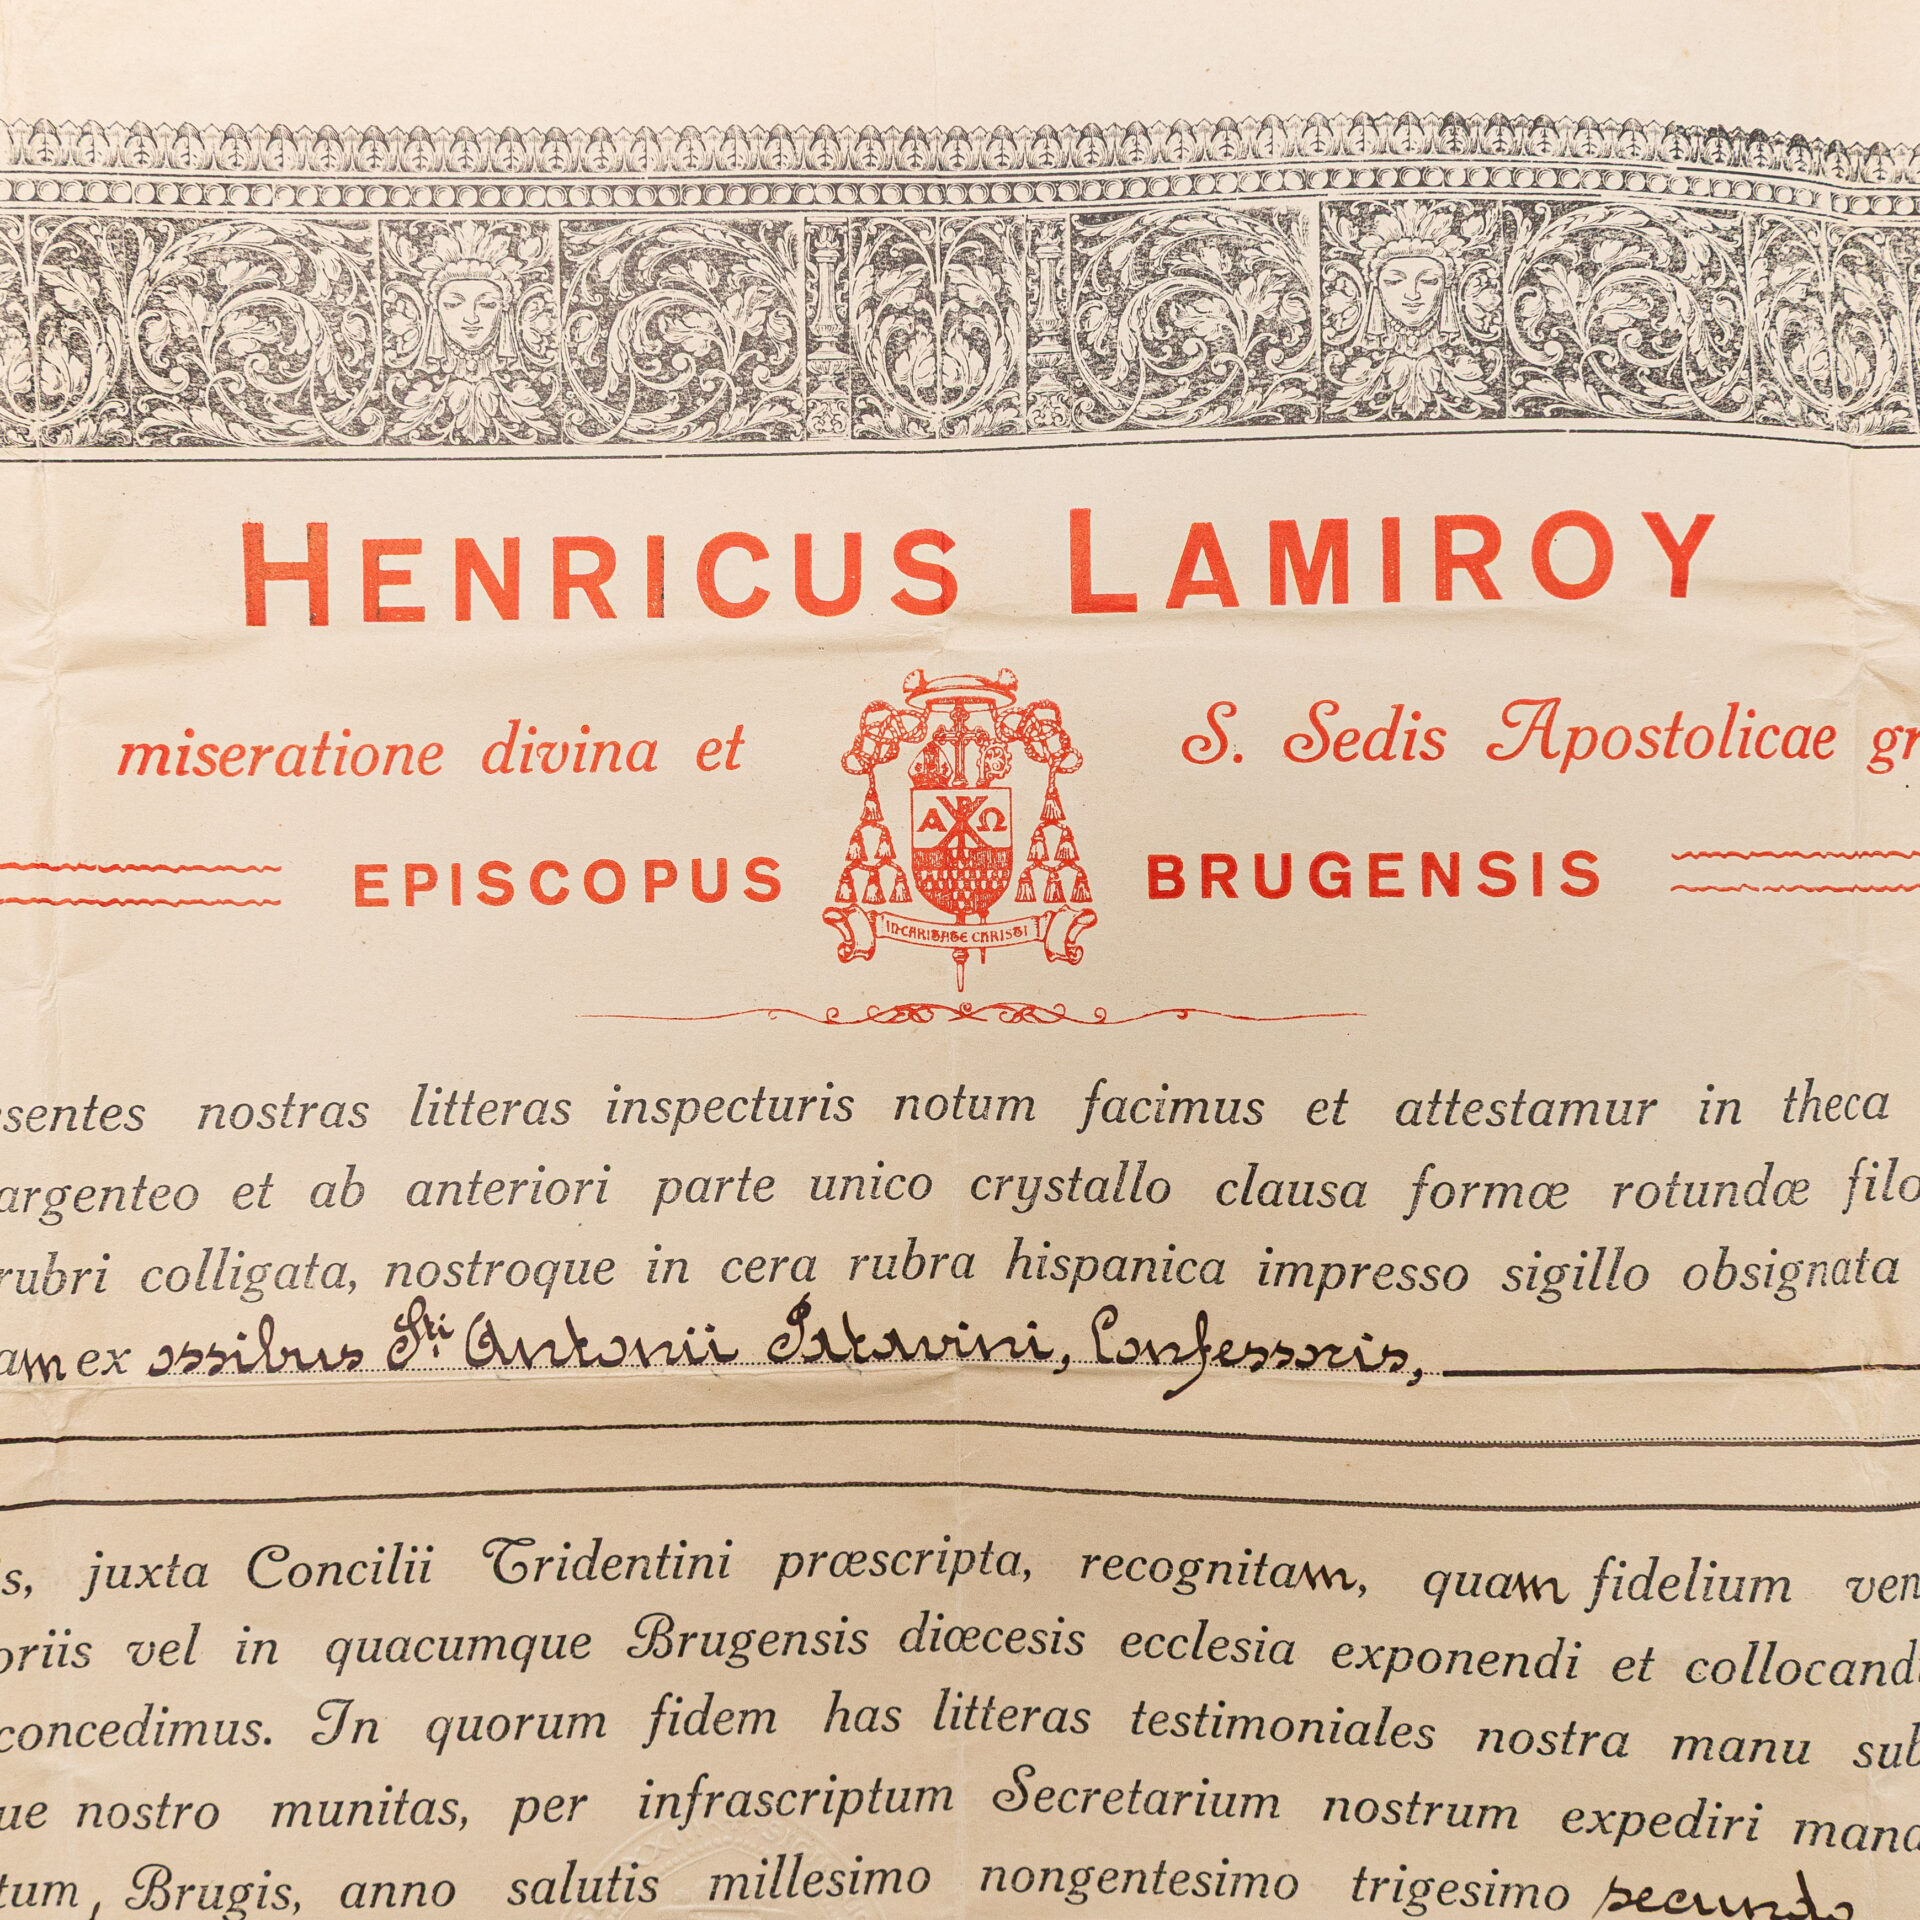 HENRICUS LAMIROY
miseratione divina et S. Sedis Apostolicae gr
EPISCOPUS BRUGENSIS
Α Ω
IN CARITATE CHRISTI
esentes nostras litteras inspecturis notum facimus et attestamur in theca
argenteo et ab anteriori parte unico crystallo clausa formæ rotundæ filo
rubri colligata, nostroque in cera rubra hispanica impresso sigillo obsignata
am ex ossibus Sti Antonii Patavini, Confessoris,
s, juxta Concilii Tridentini præscripta, recognitam, quam fidelium ven
oriis vel in quacumque Brugensis diœcesis ecclesia exponendi et collocandi
concedimus. In quorum fidem has litteras testimoniales nostra manu sub
ue nostro munitas, per infrascriptum Secretarium nostrum expediri mand
tum, Brugis, anno salutis millesimo nongentesimo trigesimo secundo